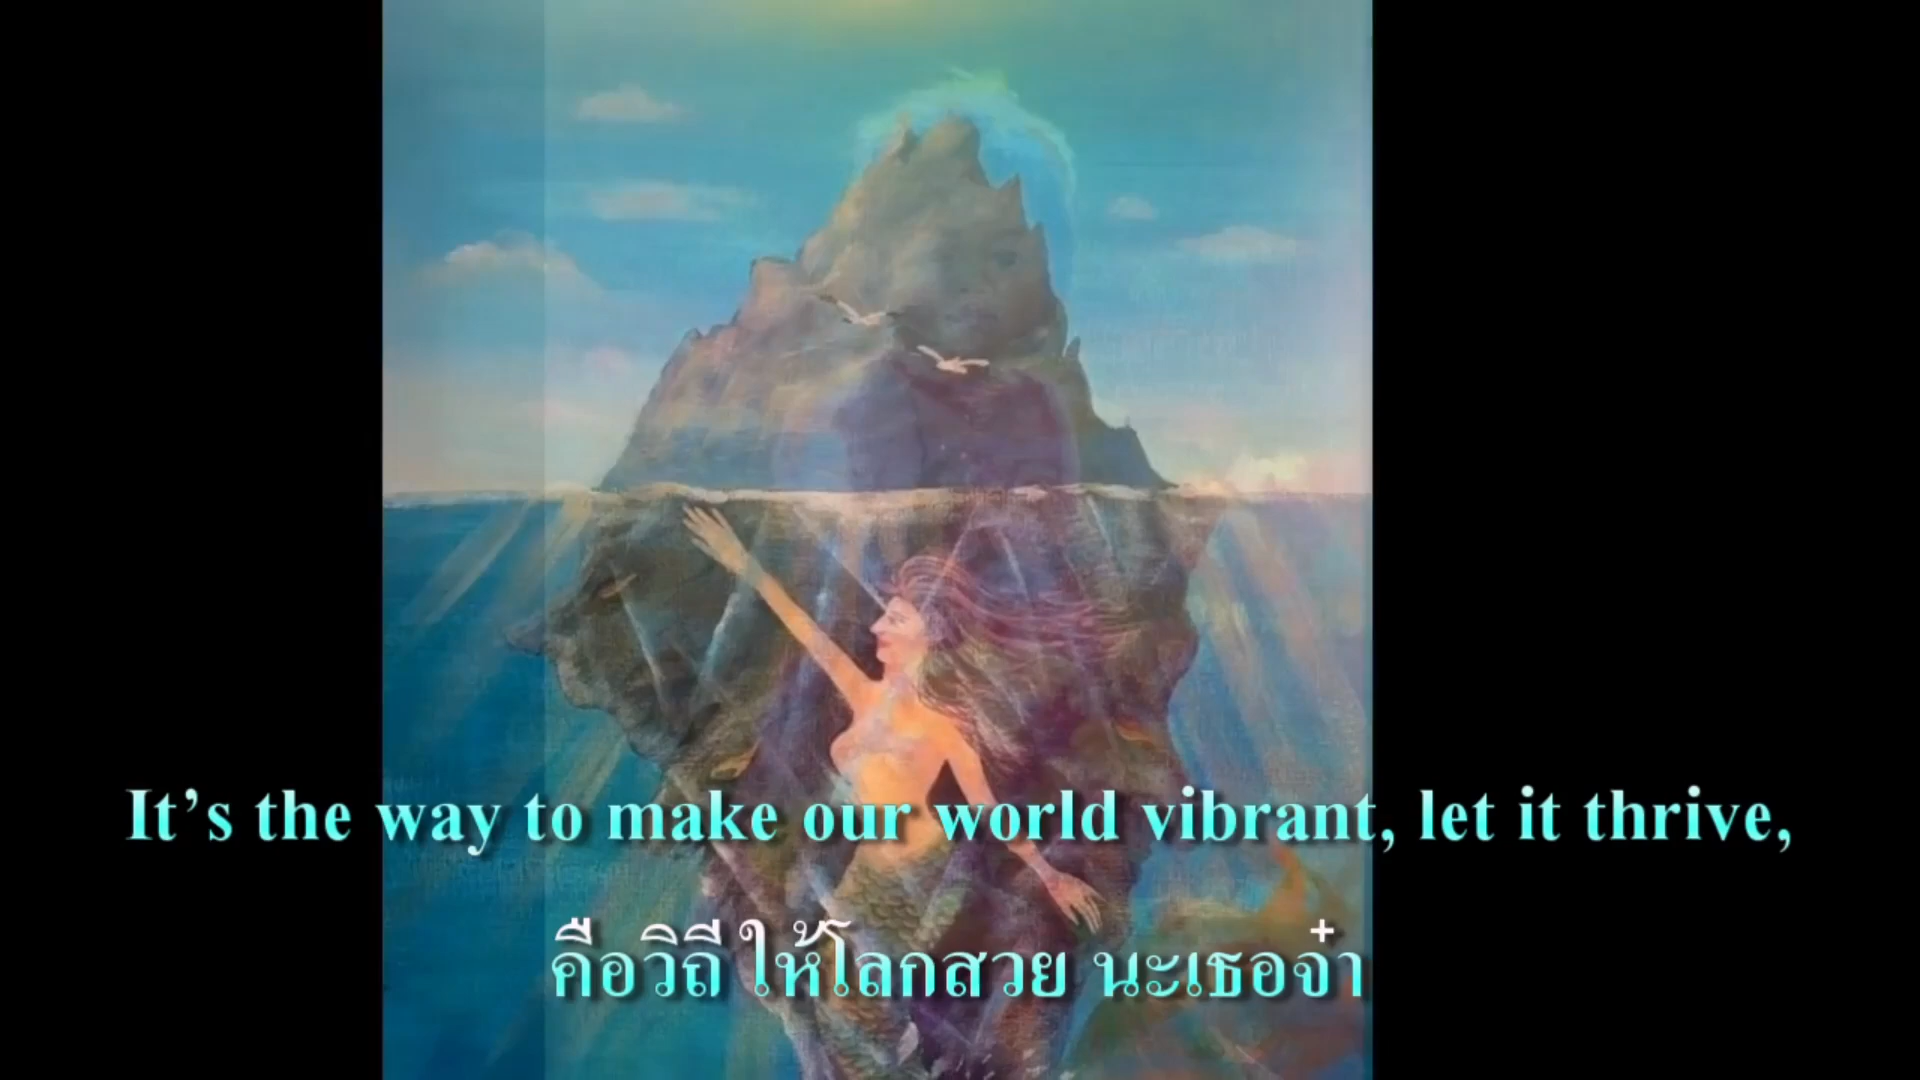 It’s the way to make our world vibrant, let it thrive,
คือวิถี ให้โลกสวย นะเธอจ๋า